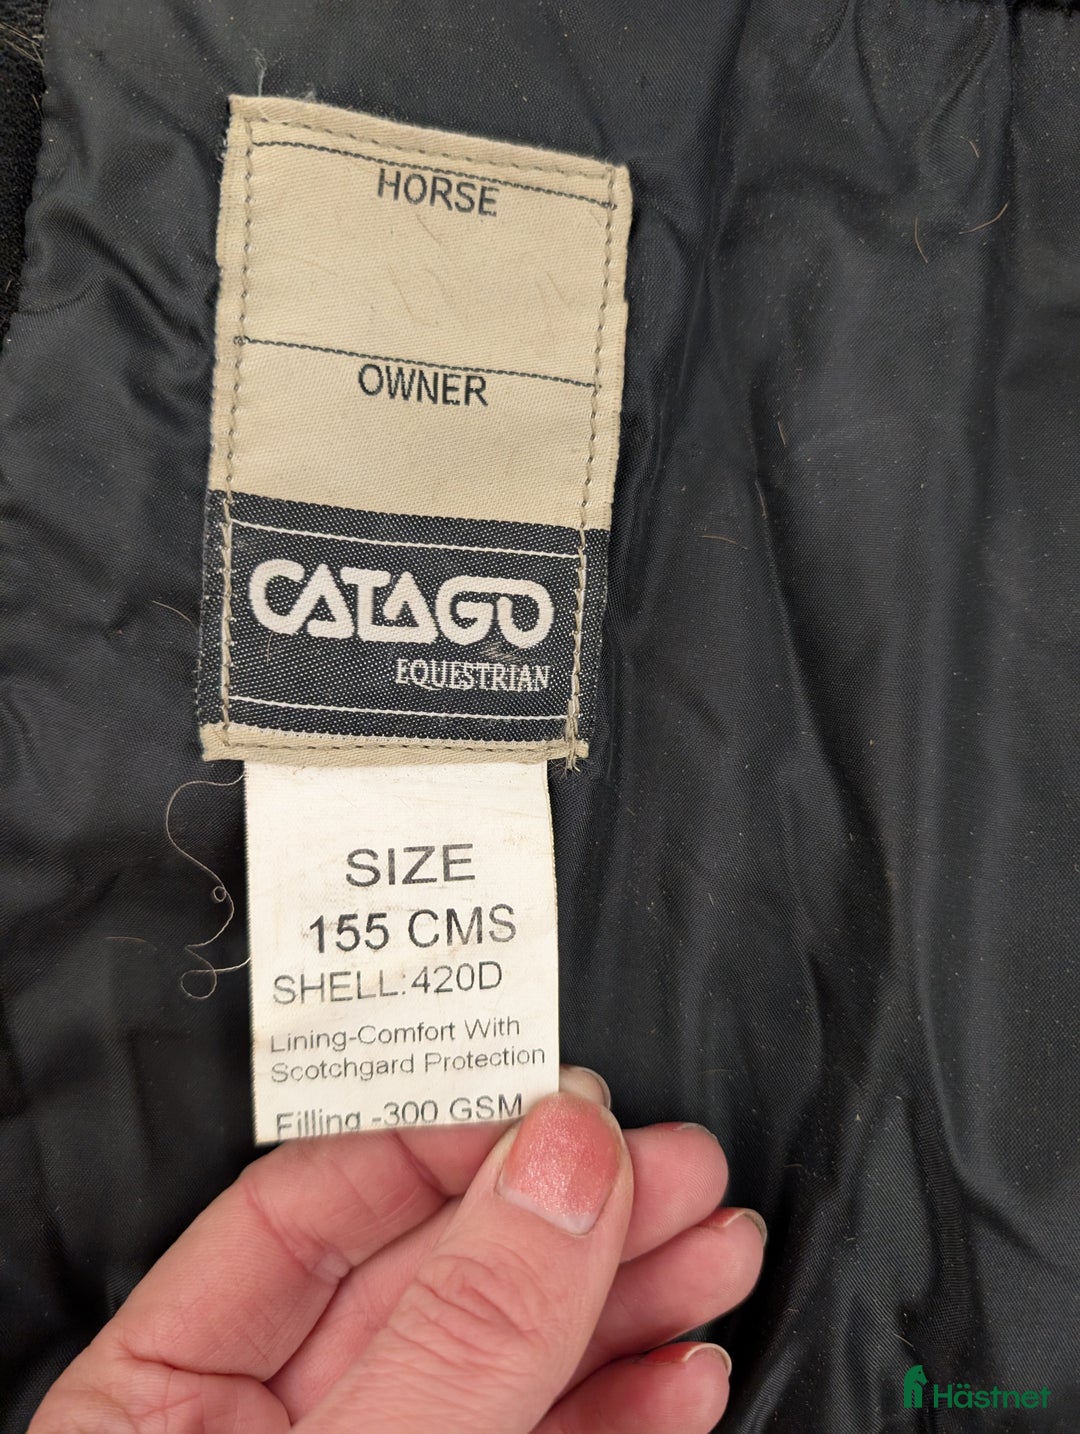 HORSE
OWNER
CATAGO
EQUESTRIAN
SIZE
155 CMS
SHELL:420D
Lining-Comfort With
Scotchgard Protection
Filling -300 GSM
Hästnet